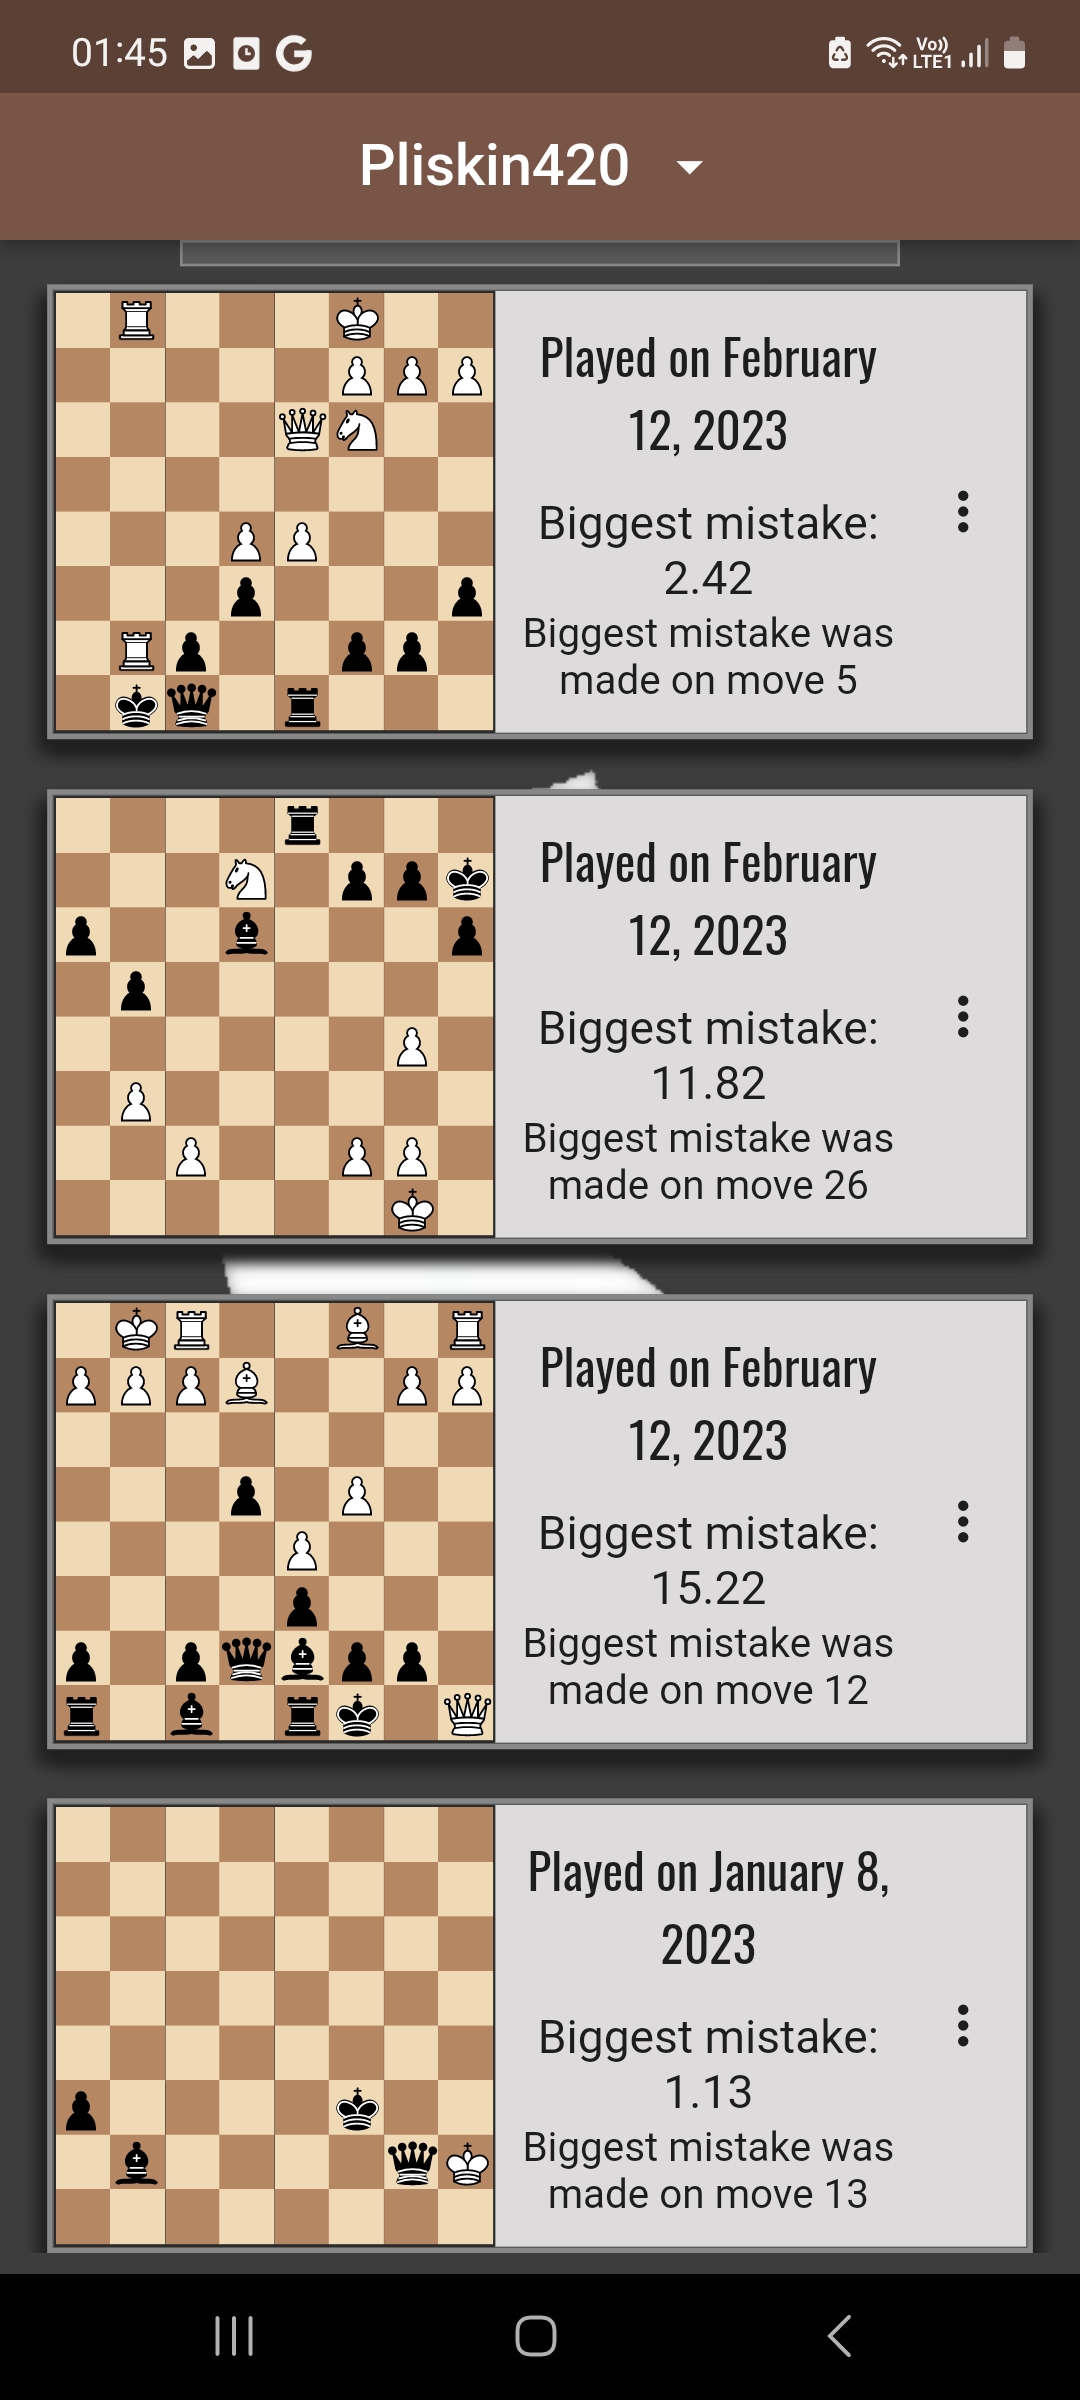 01:45
Vo))
LTE1
Pliskin420
Played on February
12, 2023
Biggest mistake:
2.42
Biggest mistake was
made on move 5
Played on February
12, 2023
Biggest mistake:
11.82
Biggest mistake was
made on move 26
Played on February
12, 2023
Biggest mistake:
15.22
Biggest mistake was
made on move 12
Played on January 8,
2023
Biggest mistake:
1.13
Biggest mistake was
made on move 13